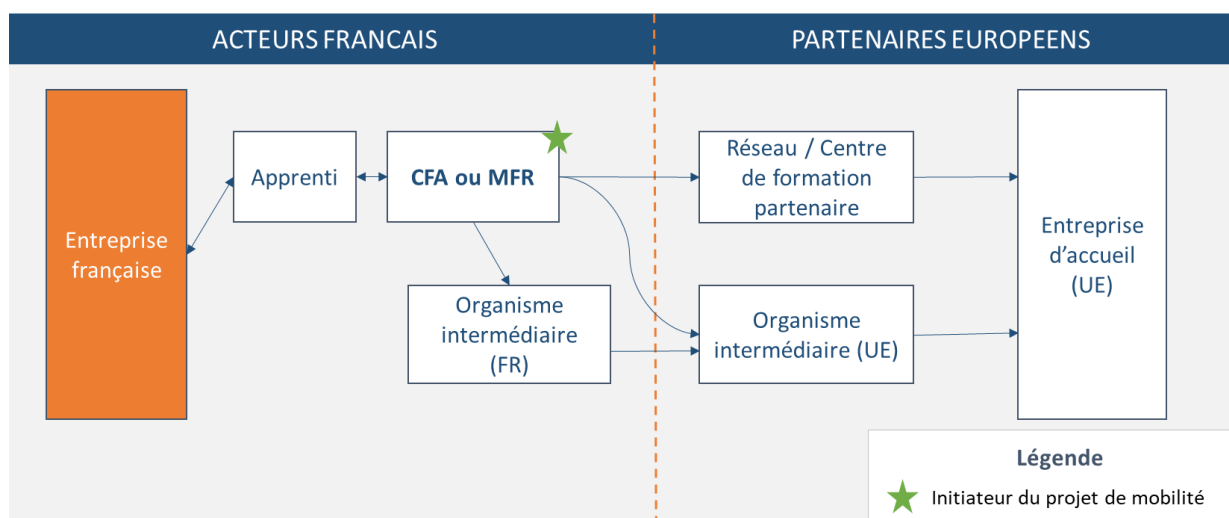 ACTEURS FRANCAIS
PARTENAIRES EUROPEENS
Entreprise
française
Apprenti
CFA ou MFR
Organisme
intermédiaire
(FR)
Réseau / Centre
de formation
partenaire
Organisme
intermédiaire (UE)
Entreprise
d’accueil
(UE)
Légende
Initiateur du projet de mobilité